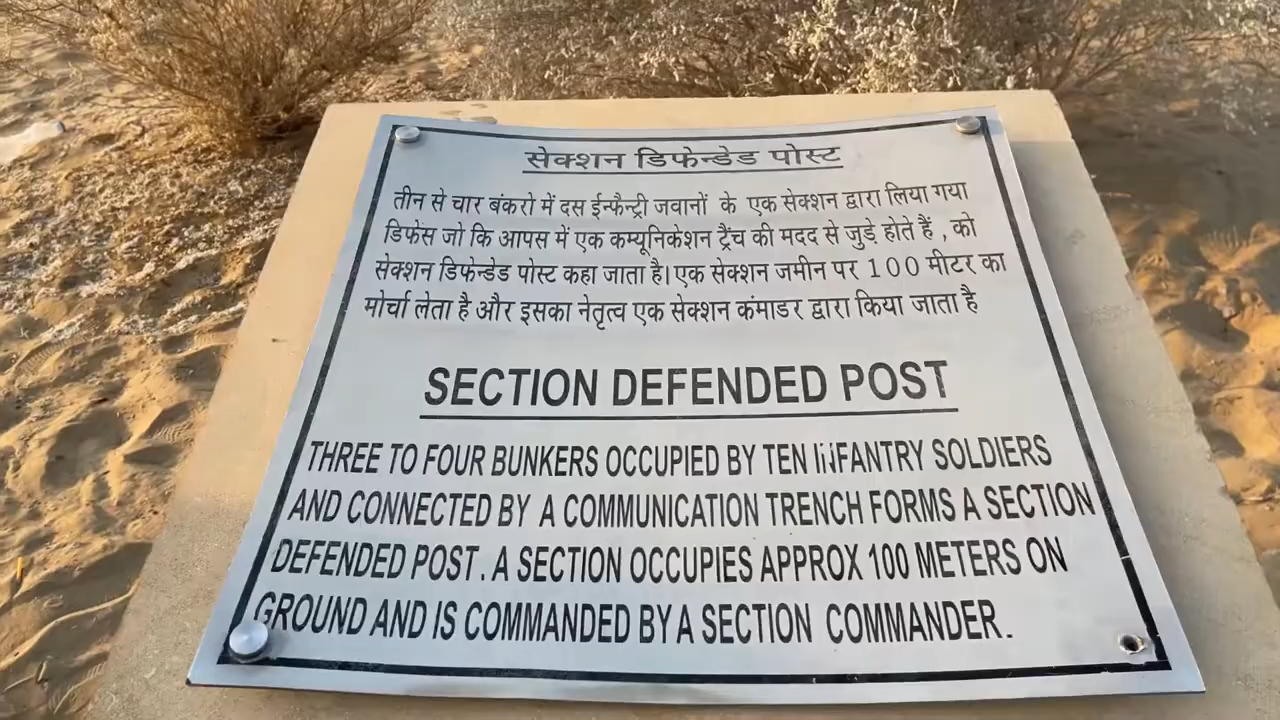 सेक्शन डिफेन्डेड पोस्ट
तीन से चार बंकरो में दस ईन्फैन्ट्री जवानों के एक सेक्शन द्वारा लिया गया
डिफेंस जो कि आपस में एक कम्यूनिकेशन ट्रैंच की मदद से जुड़े होते हैं , को
सेक्शन डिफेन्डेड पोस्ट कहा जाता है। एक सेक्शन जमीन पर 100 मीटर का
मोर्चा लेता है और इसका नेतृत्व एक सेक्शन कंमाडर द्वारा किया जाता है
SECTION DEFENDED POST
THREE TO FOUR BUNKERS OCCUPIED BY TEN INFANTRY SOLDIERS
AND CONNECTED BY A COMMUNICATION TRENCH FORMS A SECTION
DEFENDED POST. A SECTION OCCUPIES APPROX 100 METERS ON
GROUND AND IS COMMANDED BY A SECTION COMMANDER.